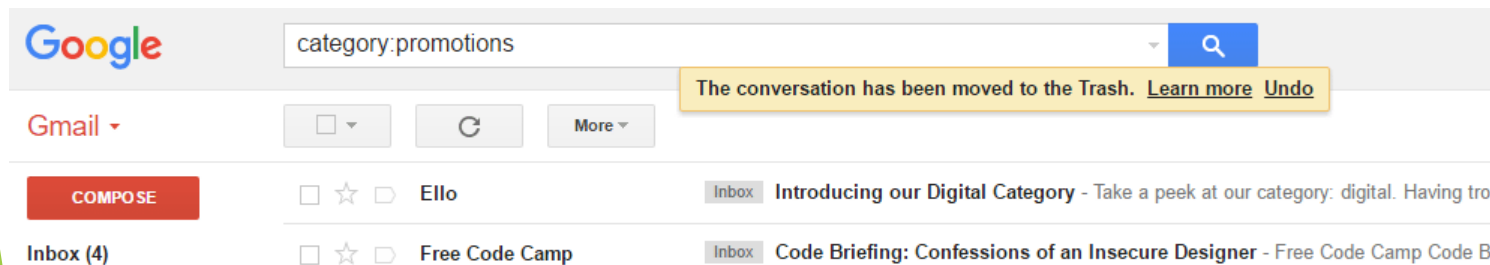 Google category:promotions
The conversation has been moved to the Trash. Learn more Undo
Gmail More
COMPOSE Ello Inbox Introducing our Digital Category - Take a peek at our category: digital. Having tro
Inbox (4) Free Code Camp Inbox Code Briefing: Confessions of an Insecure Designer - Free Code Camp Code B